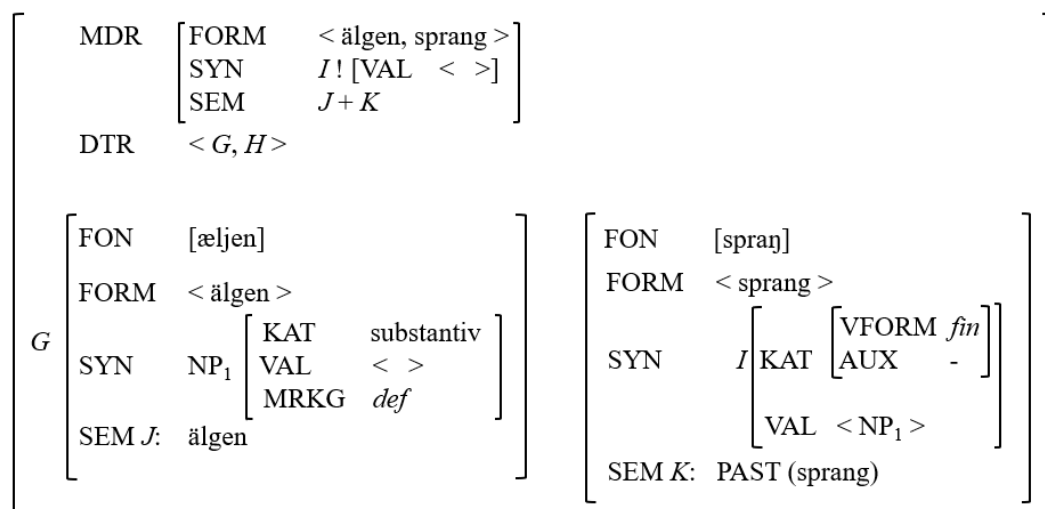 MDR FORM < älgen, sprang >
SYN I ! [VAL < >]
SEM J + K
DTR < G, H >
G FON [æljen]
FORM < älgen >
SYN NP₁ KAT substantiv
VAL < >
MRKG def
SEM J: älgen
FON [spraŋ]
FORM < sprang >
SYN I KAT VFORM fin
AUX -
VAL < NP₁ >
SEM K: PAST (sprang)